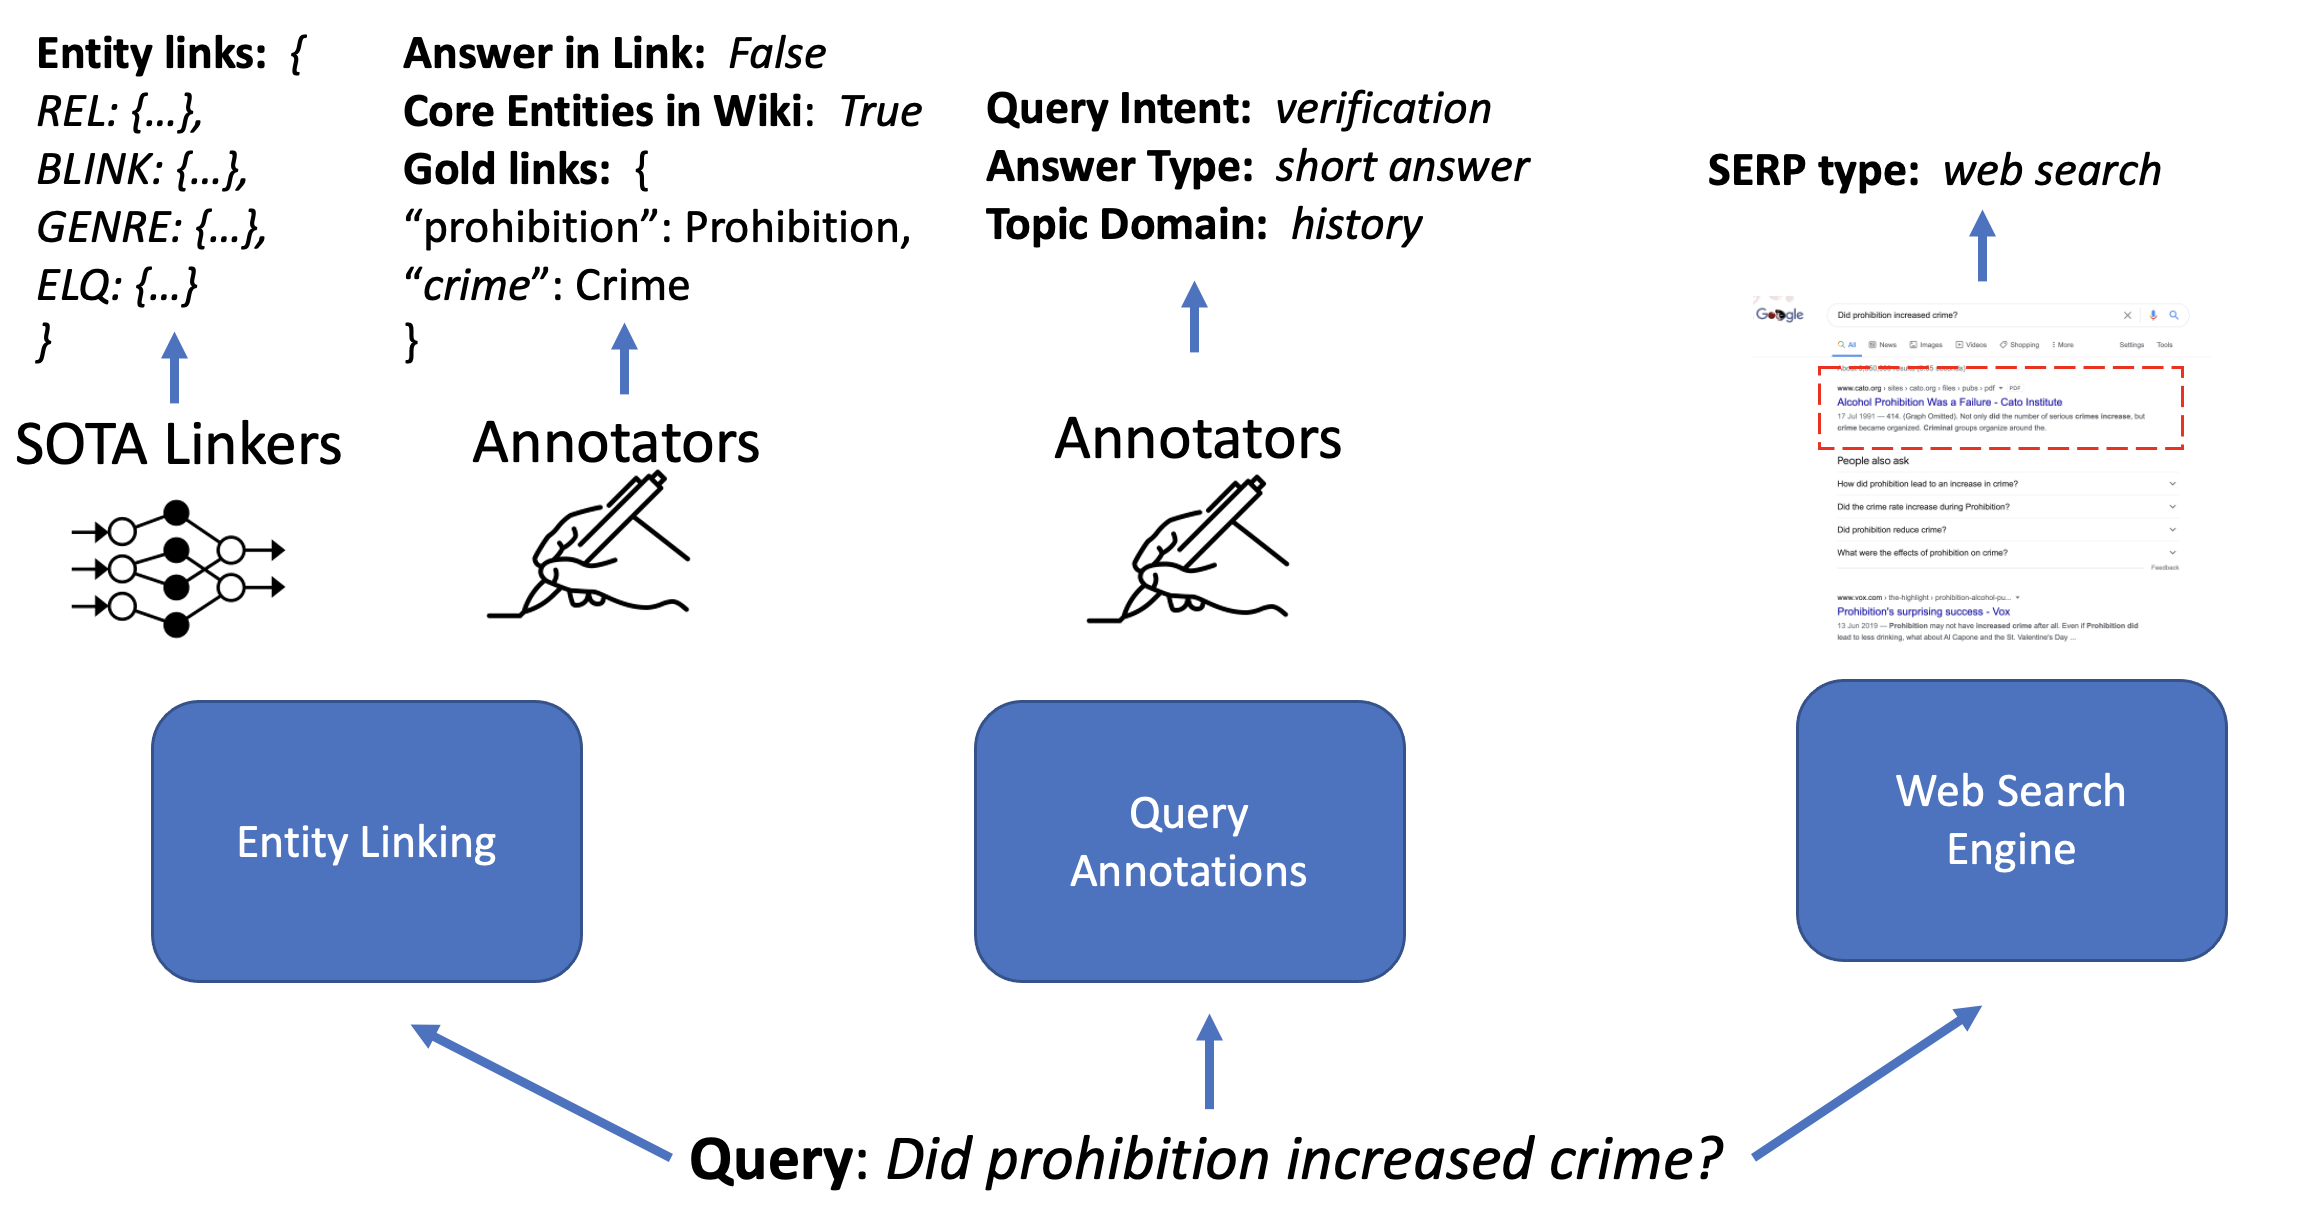 Entity links: {
REL: {...},
BLINK: {...},
GENRE: {...},
ELQ: {...}
}
SOTA Linkers
Answer in Link: False
Core Entities in Wiki: True
Gold links: {
“prohibition”: Prohibition,
“crime”: Crime
}
Annotators
Query Intent: verification
Answer Type: short answer
Topic Domain: history
Annotators
SERP type: web search
Google
Did prohibition increased crime?
All News Images Videos Shopping More Settings Tools
www.cato.org › sites › cato.org › files › pubs › pdf PDF
Alcohol Prohibition Was a Failure - Cato Institute
17 Jul 1991 — 414. (Graph Omitted). Not only did the number of serious crimes increase, but
crime became organized. Criminal groups organize around the.
People also ask
How did prohibition lead to an increase in crime?
Did the crime rate increase during Prohibition?
Did prohibition reduce crime?
What were the effects of prohibition on crime?
Feedback
www.vox.com › the-highlight › prohibition-alcohol-pu...
Prohibition's surprising success - Vox
13 Jun 2019 — Prohibition may not have increased crime after all. Even if Prohibition did
lead to less drinking, what about Al Capone and the St. Valentine's Day ...
Entity Linking
Query
Annotations
Web Search
Engine
Query: Did prohibition increased crime?